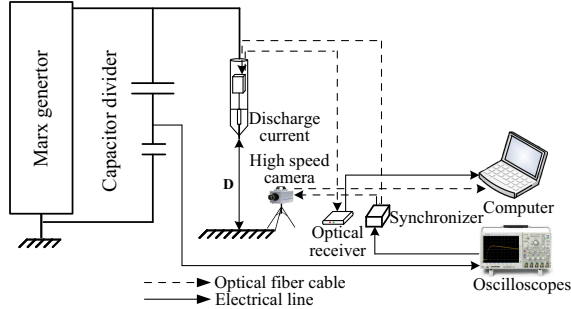 Marx genertor
Capacitor divider
Discharge
current
High speed
camera
D
Optical
receiver
Synchronizer
Computer
Oscilloscopes
Optical fiber cable
Electrical line